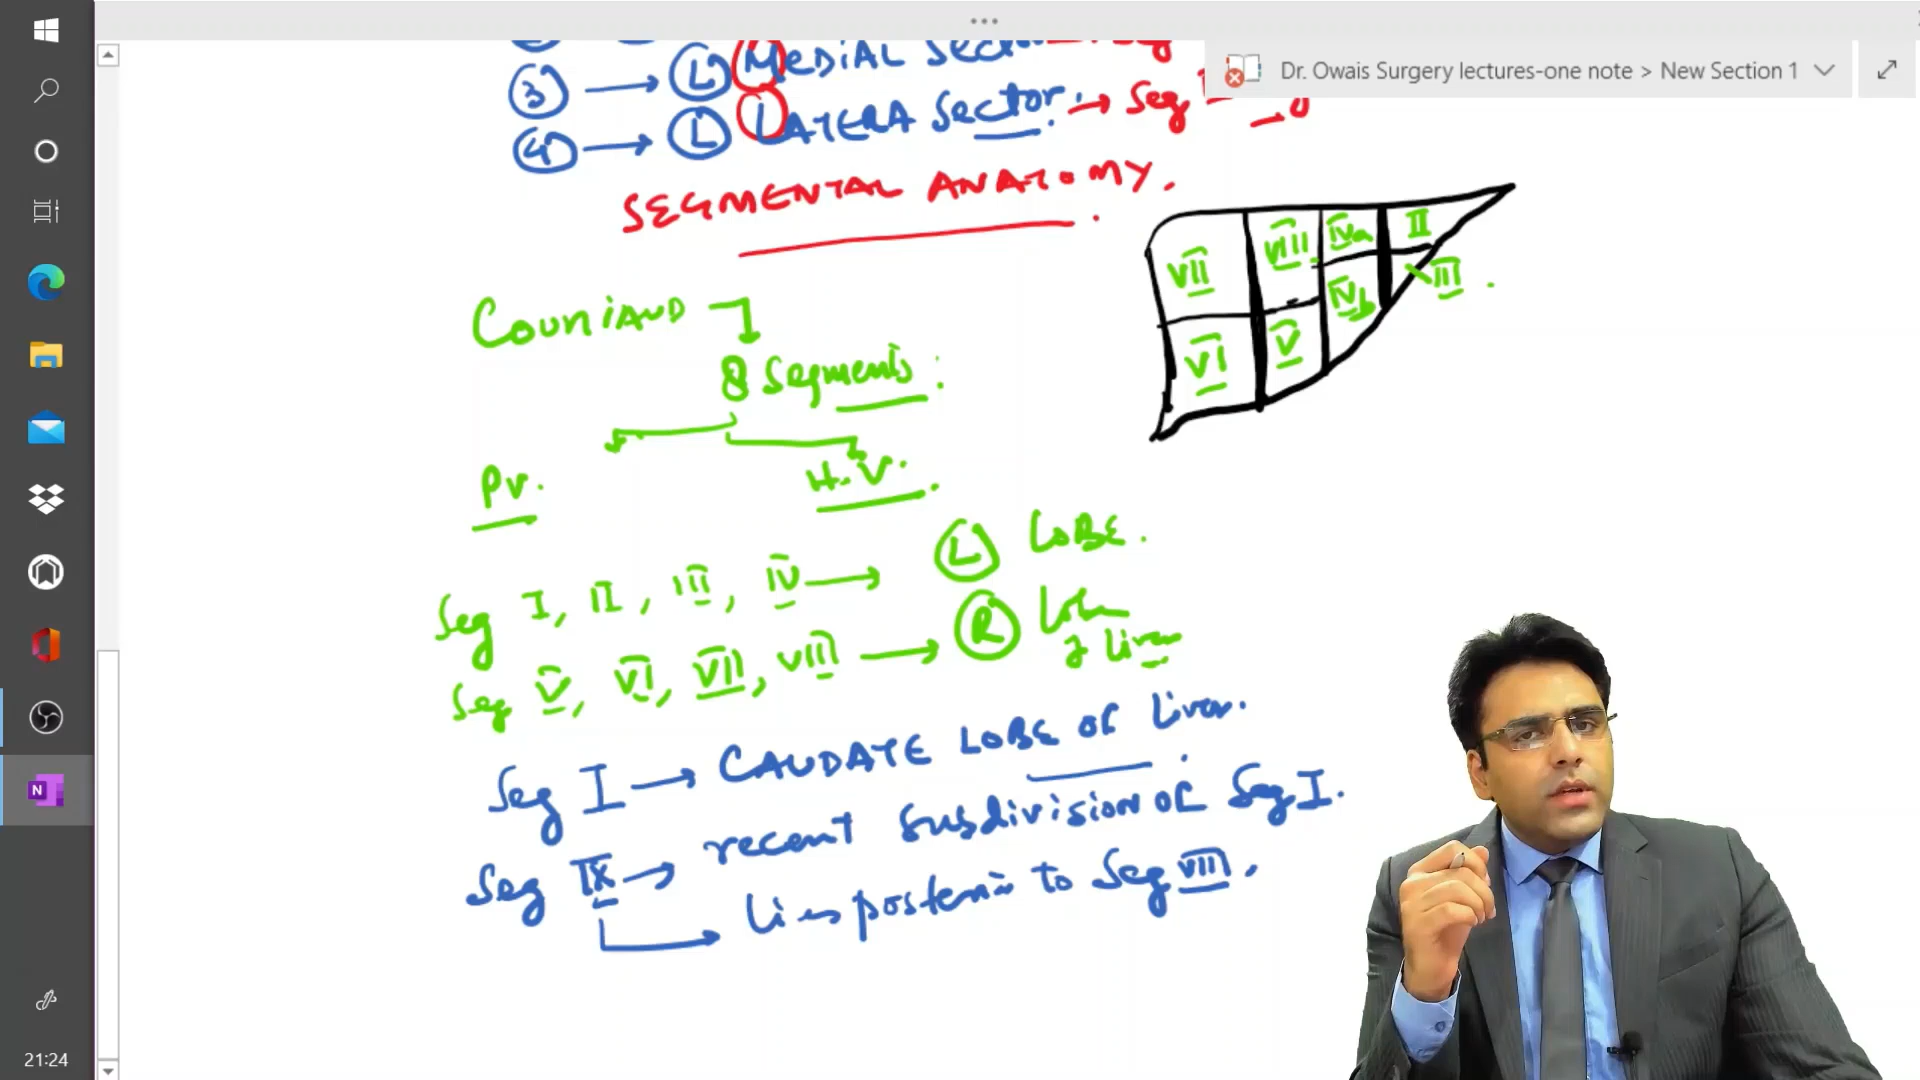 Dr. Owais Surgery lectures-one note > New Section 1
3 → L MEDIAL Sector → Seg
4 → L LATERA Sector. → Seg
SEGMENTAL ANATOMY.
COUNIAUD
8 Segments :
PV.
H.V.
VII VIII IVa II
VI V IVb III
Seg I, II, III, IV → L LOBE.
Seg V, VI, VII, VIII → R Lobe
of Liver
Seg I → CAUDATE LOBE OF Liver.
Seg IX → recent subdivision of Seg I.
Lies posterior to Seg VIII.
N
21:24